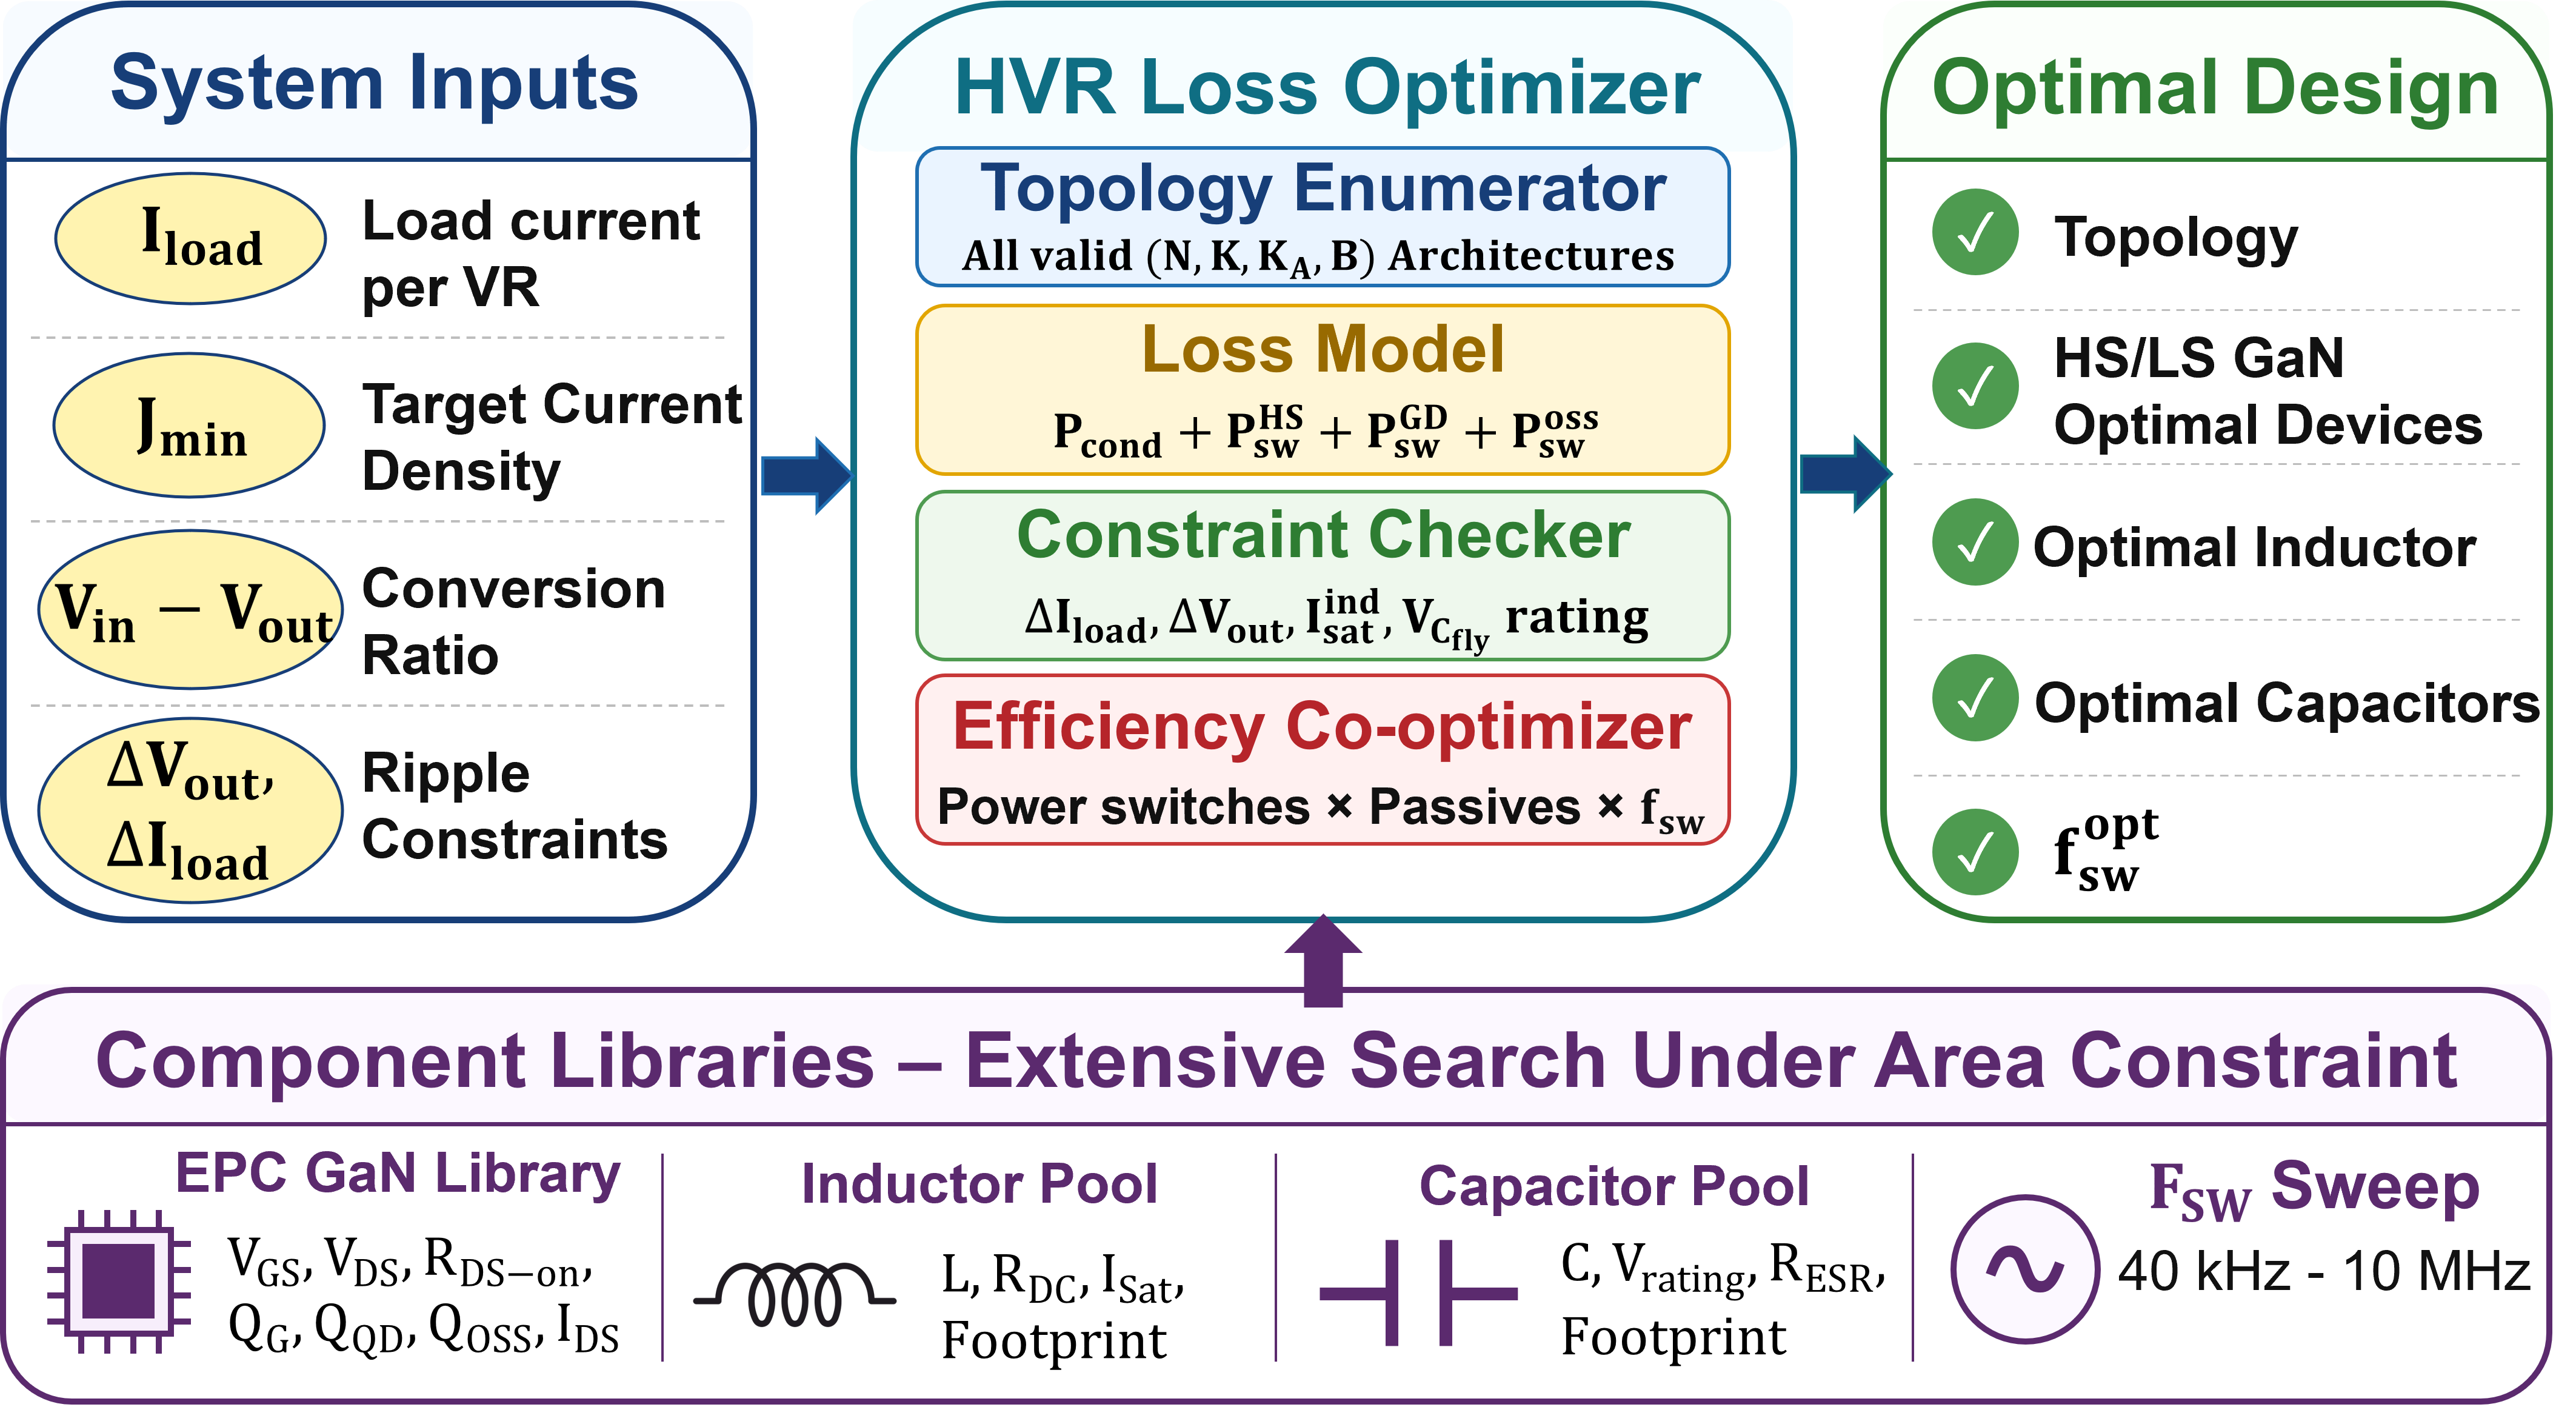 System Inputs
I_load
Load current
per VR
J_min
Target Current
Density
V_in − V_out
Conversion
Ratio
ΔV_out,
ΔI_load
Ripple
Constraints
HVR Loss Optimizer
Topology Enumerator
All valid (N, K, K_A, B) Architectures
Loss Model
P_cond + P_sw^HS + P_sw^GD + P_sw^oss
Constraint Checker
ΔI_load, ΔV_out, I_sat^ind, V_C_fly rating
Efficiency Co-optimizer
Power switches × Passives × f_sw
Optimal Design
✓ Topology
✓ HS/LS GaN
Optimal Devices
✓ Optimal Inductor
✓ Optimal Capacitors
✓ f_sw^opt
Component Libraries – Extensive Search Under Area Constraint
EPC GaN Library
V_GS, V_DS, R_DS−on,
Q_G, Q_QD, Q_OSS, I_DS
Inductor Pool
L, R_DC, I_Sat,
Footprint
Capacitor Pool
C, V_rating, R_ESR,
Footprint
F_SW Sweep
40 kHz - 10 MHz